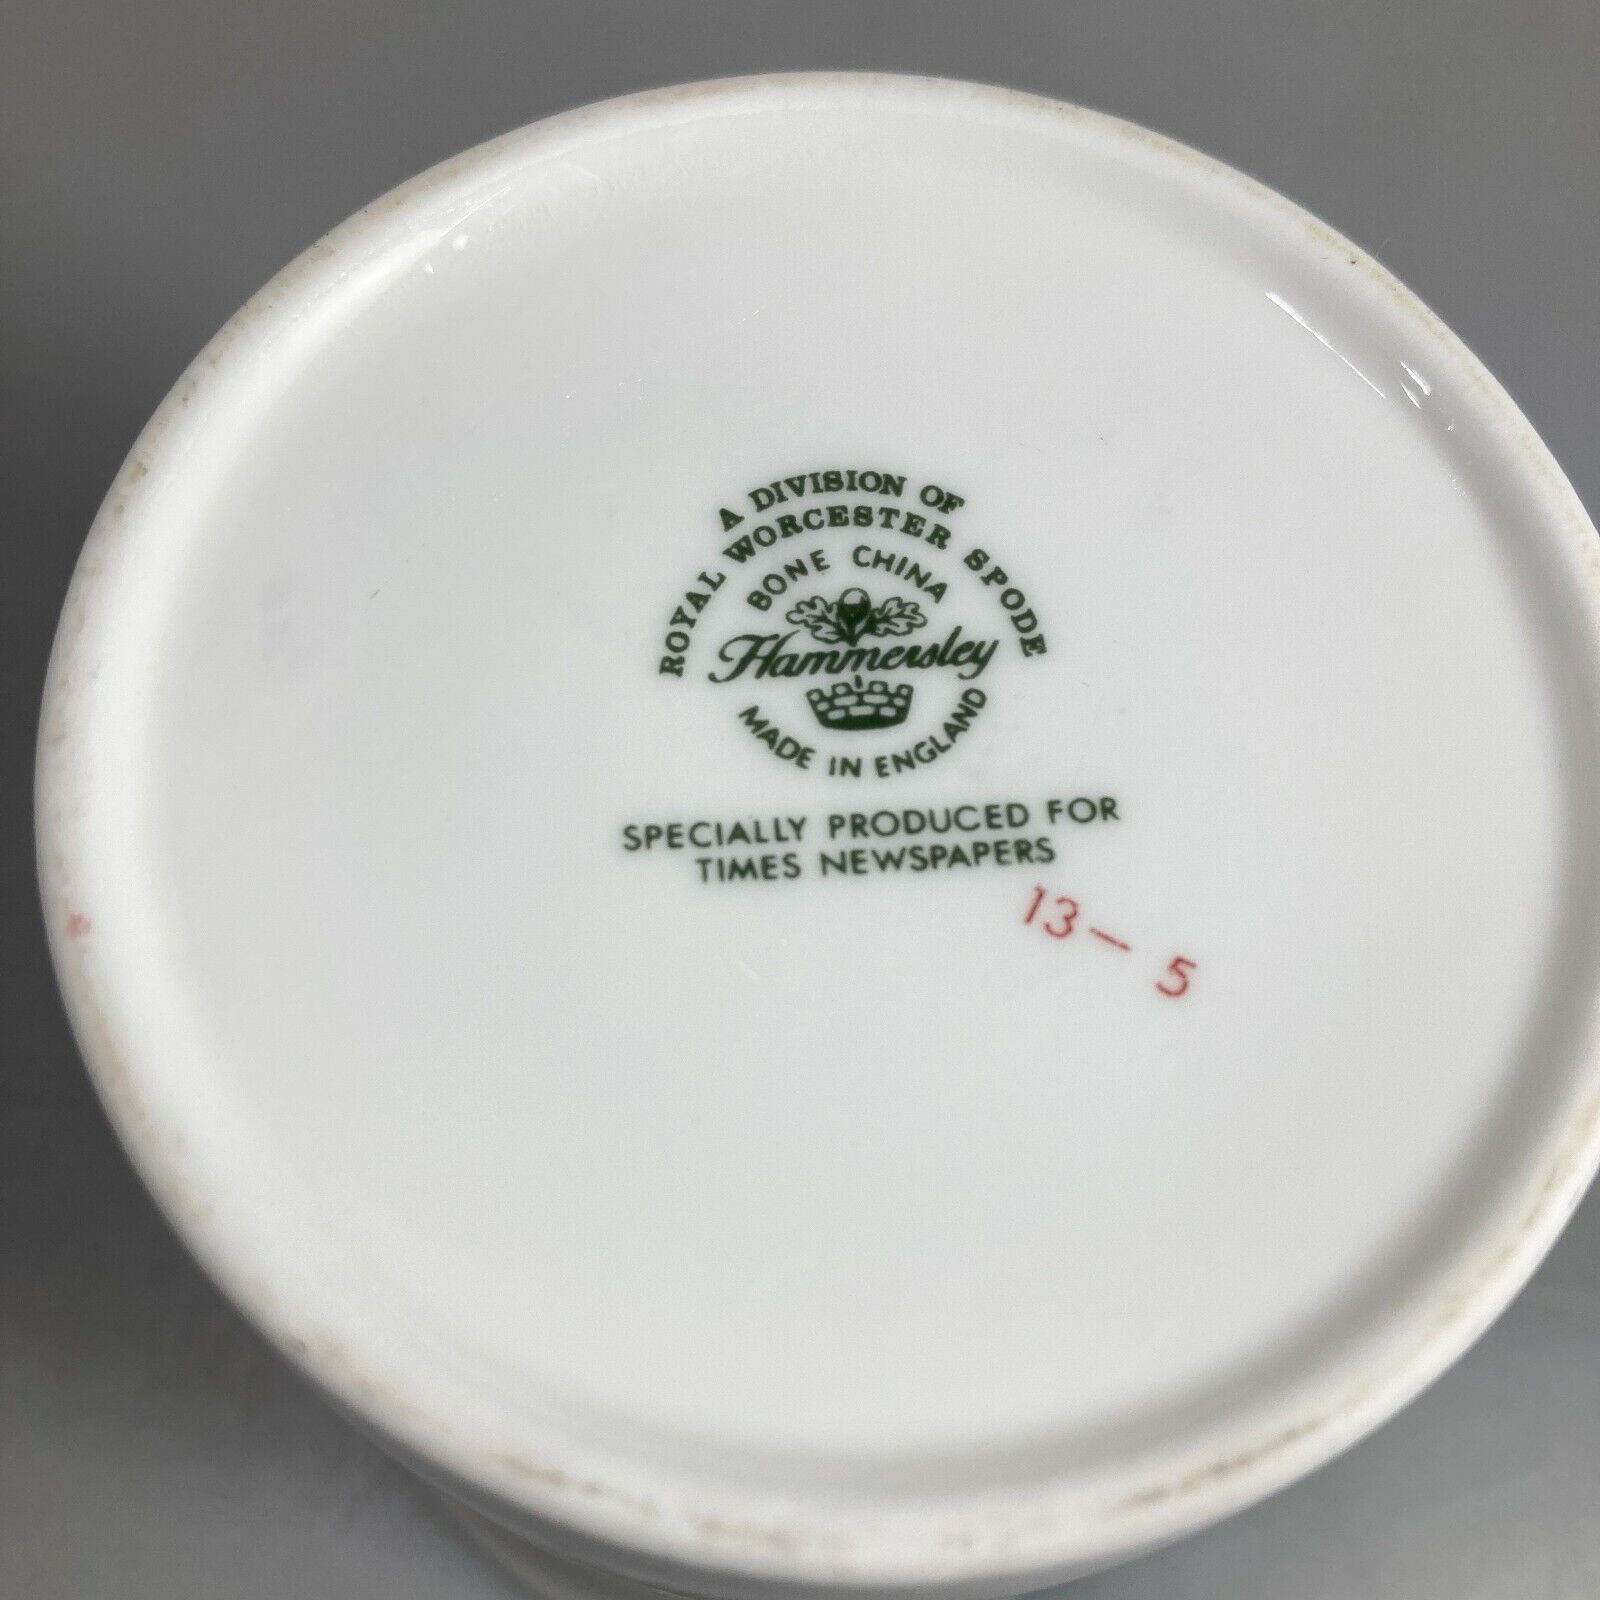 A DIVISION OF
ROYAL WORCESTER SPODE
BONE CHINA
Hammersley
MADE IN ENGLAND
SPECIALLY PRODUCED FOR
TIMES NEWSPAPERS
13— 5